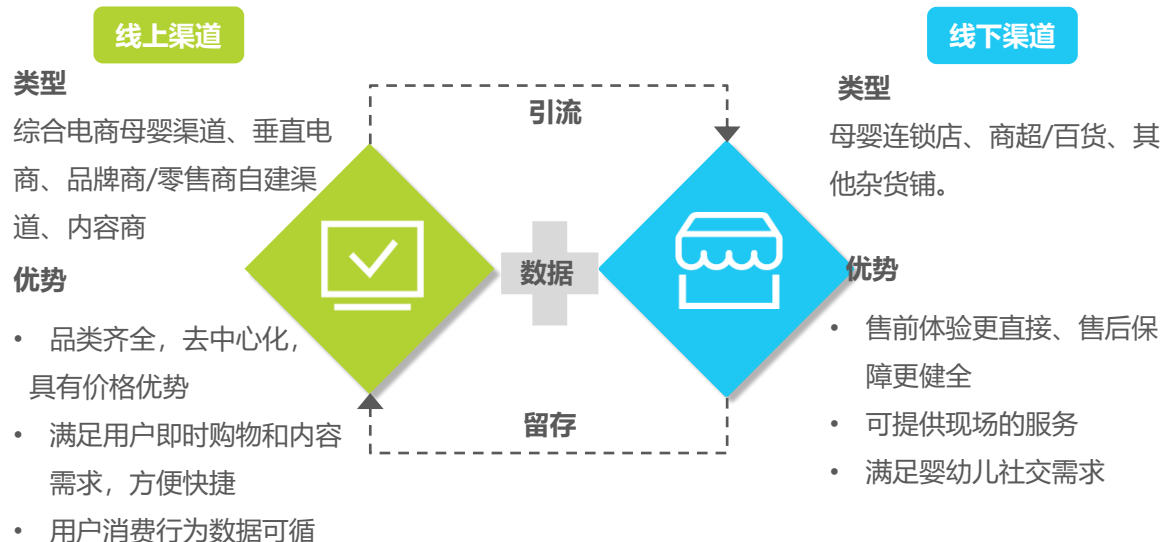 线上渠道
类型
综合电商母婴渠道、垂直电
商、品牌商/零售商自建渠
道、内容商
优势
• 品类齐全，去中心化，
具有价格优势
• 满足用户即时购物和内容
需求，方便快捷
• 用户消费行为数据可循
引流
数据
留存
线下渠道
类型
母婴连锁店、商超/百货、其
他杂货铺。
优势
• 售前体验更直接、售后保
障更健全
• 可提供现场的服务
• 满足婴幼儿社交需求